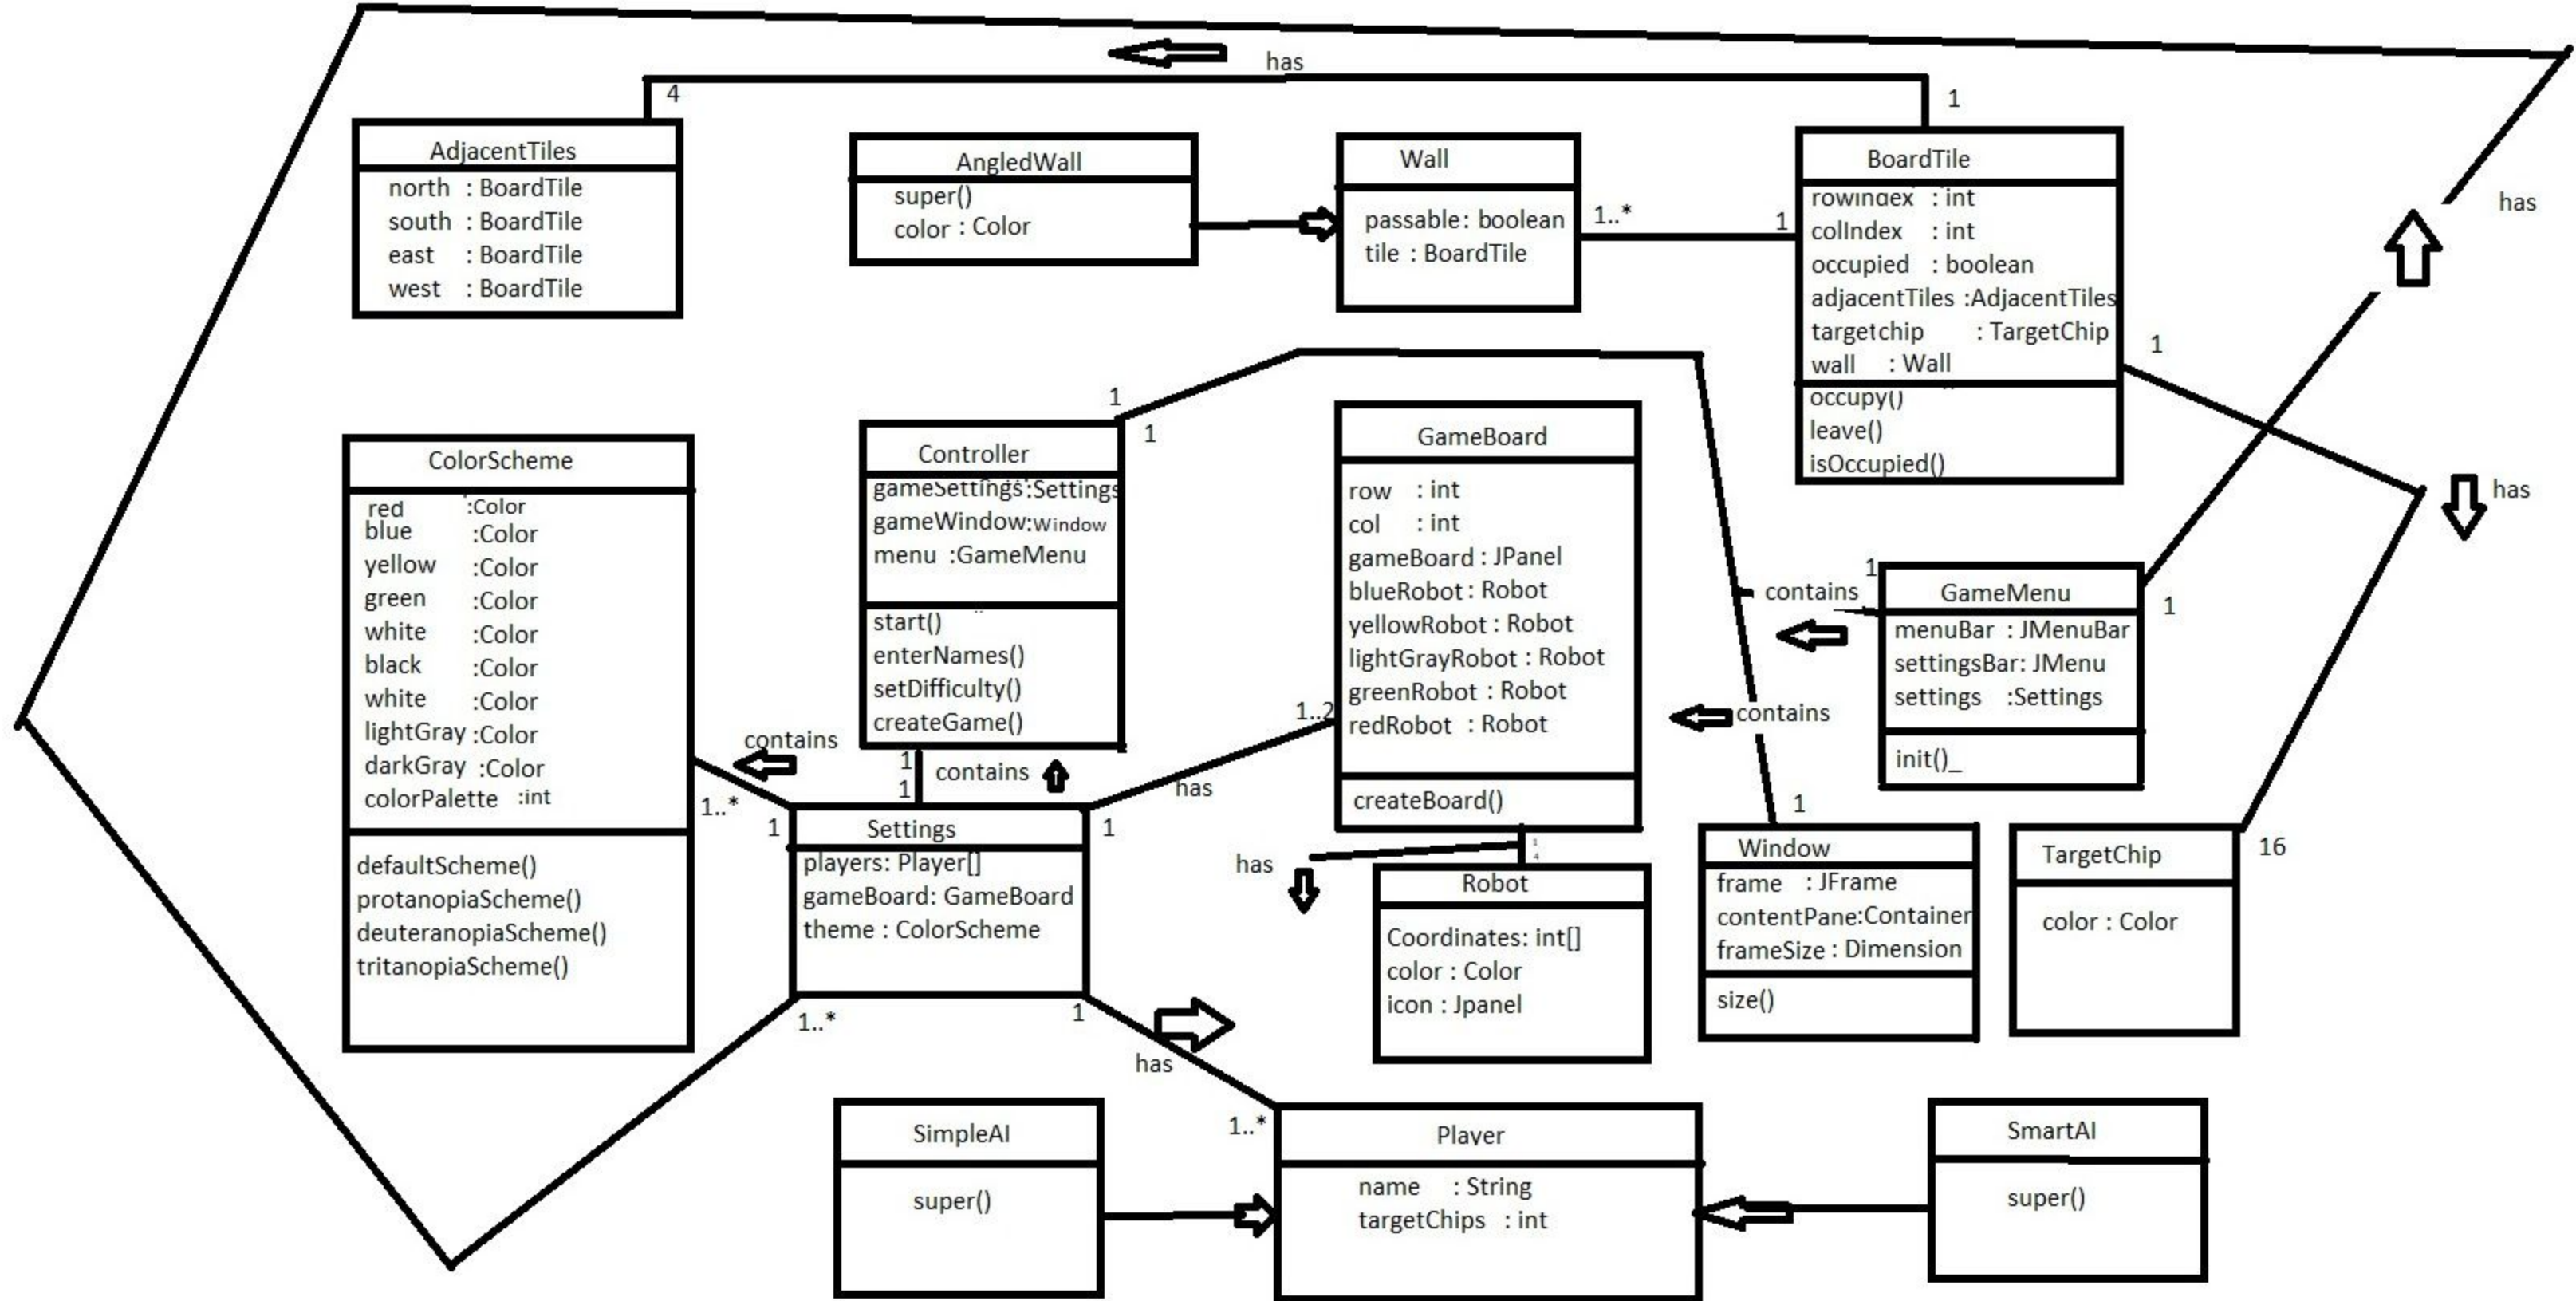 has
4
1
AdjacentTiles
north : BoardTile
south : BoardTile
east : BoardTile
west : BoardTile
AngledWall
super()
color : Color
Wall
passable: boolean
tile : BoardTile
1..*
1
BoardTile
rowIndex : int
colIndex : int
occupied : boolean
adjacentTiles :AdjacentTiles
targetchip : TargetChip
wall : Wall
occupy()
leave()
isOccupied()
has
1
has
ColorScheme
red :Color
blue :Color
yellow :Color
green :Color
white :Color
black :Color
white :Color
lightGray :Color
darkGray :Color
colorPalette :int
defaultScheme()
protanopiaScheme()
deuteranopiaScheme()
tritanopiaScheme()
1
1
Controller
gameSettings:Settings
gameWindow:Window
menu :GameMenu
start()
enterNames()
setDifficulty()
createGame()
GameBoard
row : int
col : int
gameBoard : JPanel
blueRobot : Robot
yellowRobot : Robot
lightGrayRobot : Robot
greenRobot : Robot
redRobot : Robot
createBoard()
1..2
contains
1
GameMenu
1
menuBar : JMenuBar
settingsBar: JMenu
settings :Settings
init()_
contains
contains
1..*
1
1
contains
1
has
1
Settings
players: Player[]
gameBoard: GameBoard
theme : ColorScheme
1..*
1
has
has
1
4
Robot
Coordinates: int[]
color : Color
icon : Jpanel
1
Window
frame : JFrame
contentPane:Container
frameSize : Dimension
size()
TargetChip
color : Color
16
SimpleAI
super()
1..*
Player
name : String
targetChips : int
SmartAI
super()